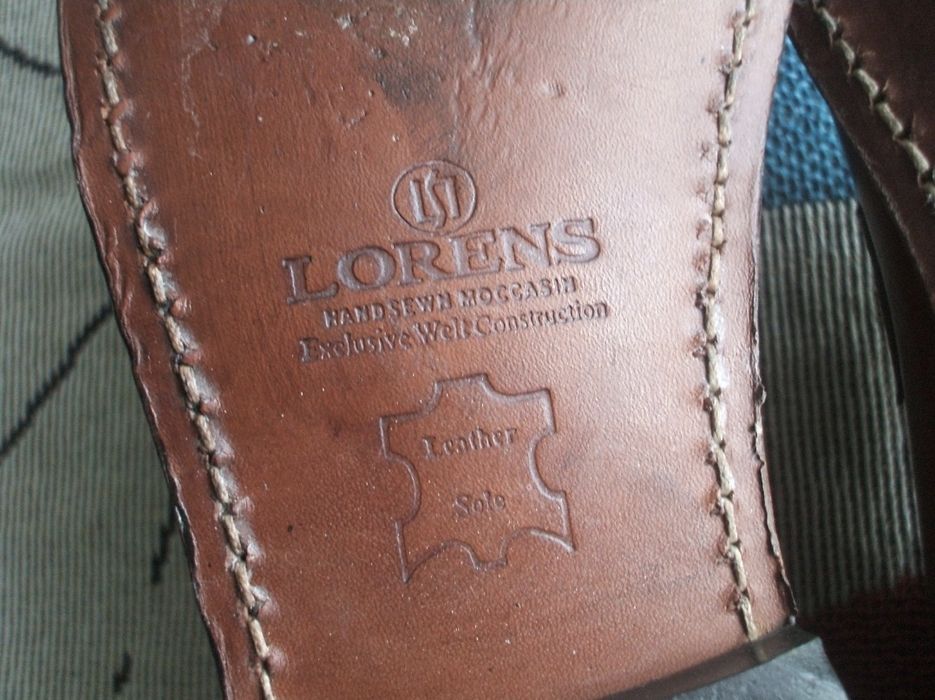 LORENS
HANDSEWN MOCCASIN
Exclusive Welt Construction
Leather
Sole